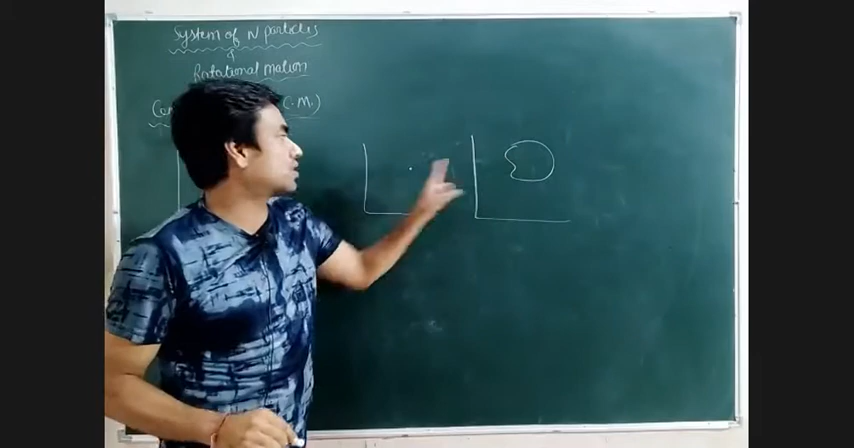 System of N particles
&
Rotational motion
(C.M.)